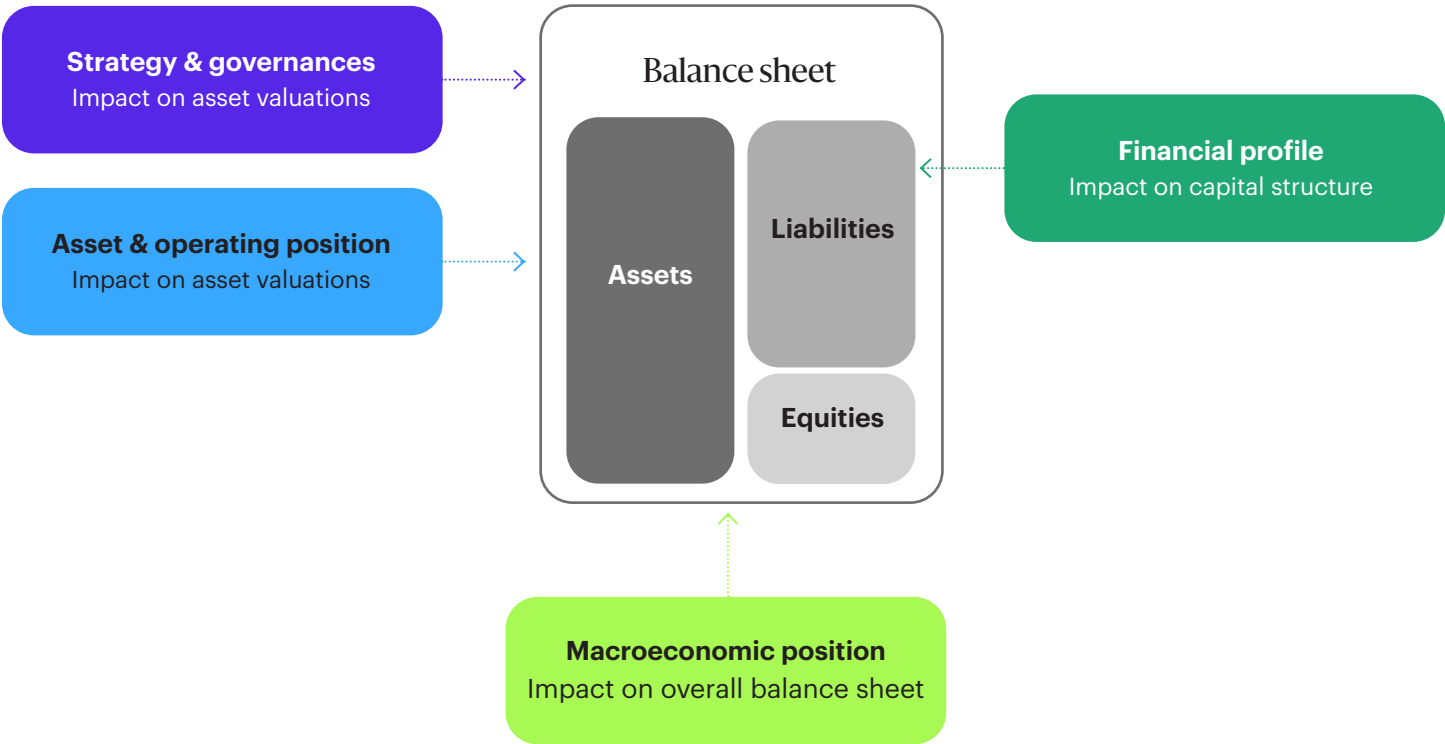 Strategy & governances
Impact on asset valuations
Asset & operating position
Impact on asset valuations
Balance sheet
Assets
Liabilities
Equities
Financial profile
Impact on capital structure
Macroeconomic position
Impact on overall balance sheet